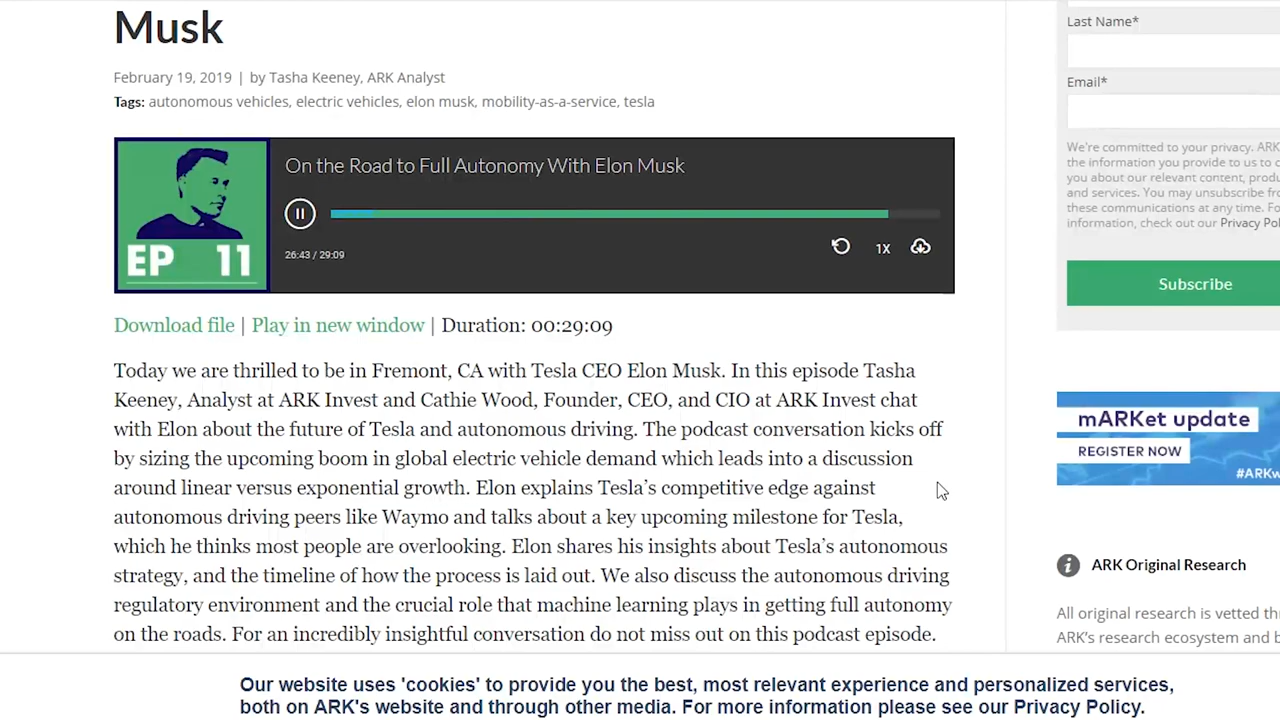 Musk
February 19, 2019 | by Tasha Keeney, ARK Analyst
Tags: autonomous vehicles, electric vehicles, elon musk, mobility-as-a-service, tesla
On the Road to Full Autonomy With Elon Musk
EP 11
26:43 / 29:09
1X
Download file | Play in new window | Duration: 00:29:09
Today we are thrilled to be in Fremont, CA with Tesla CEO Elon Musk. In this episode Tasha
Keeney, Analyst at ARK Invest and Cathie Wood, Founder, CEO, and CIO at ARK Invest chat
with Elon about the future of Tesla and autonomous driving. The podcast conversation kicks off
by sizing the upcoming boom in global electric vehicle demand which leads into a discussion
around linear versus exponential growth. Elon explains Tesla's competitive edge against
autonomous driving peers like Waymo and talks about a key upcoming milestone for Tesla,
which he thinks most people are overlooking. Elon shares his insights about Tesla's autonomous
strategy, and the timeline of how the process is laid out. We also discuss the autonomous driving
regulatory environment and the crucial role that machine learning plays in getting full autonomy
on the roads. For an incredibly insightful conversation do not miss out on this podcast episode.
Last Name*
Email*
We're committed to your privacy. ARK
the information you provide to us to c
you about our relevant content, produ
and services. You may unsubscribe fro
these communications at any time. Fo
information, check out our Privacy Pol
Subscribe
mARKet update
REGISTER NOW
#ARKw
ARK Original Research
All original research is vetted thr
ARK's research ecosystem and b
Our website uses 'cookies' to provide you the best, most relevant experience and personalized services,
both on ARK's website and through other media. For more information please see our Privacy Policy.